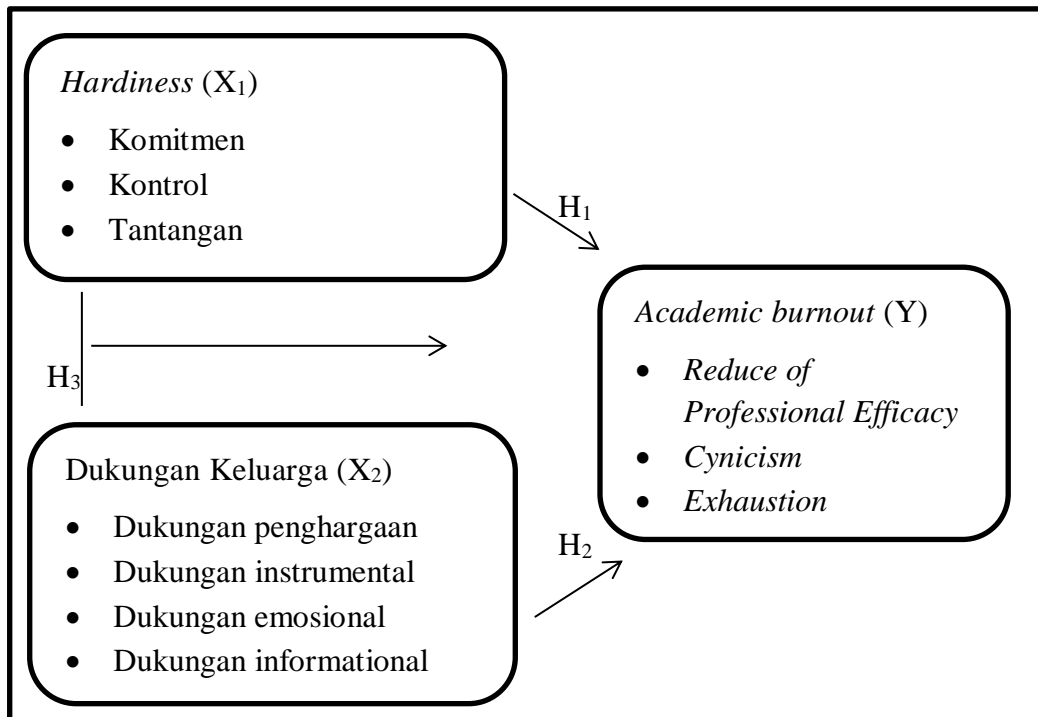 Hardiness (X₁)
• Komitmen
• Kontrol
• Tantangan
H₁
Academic burnout (Y)
• Reduce of
Professional Efficacy
• Cynicism
• Exhaustion
H₃
Dukungan Keluarga (X₂)
• Dukungan penghargaan
• Dukungan instrumental
• Dukungan emosional
• Dukungan informational
H₂